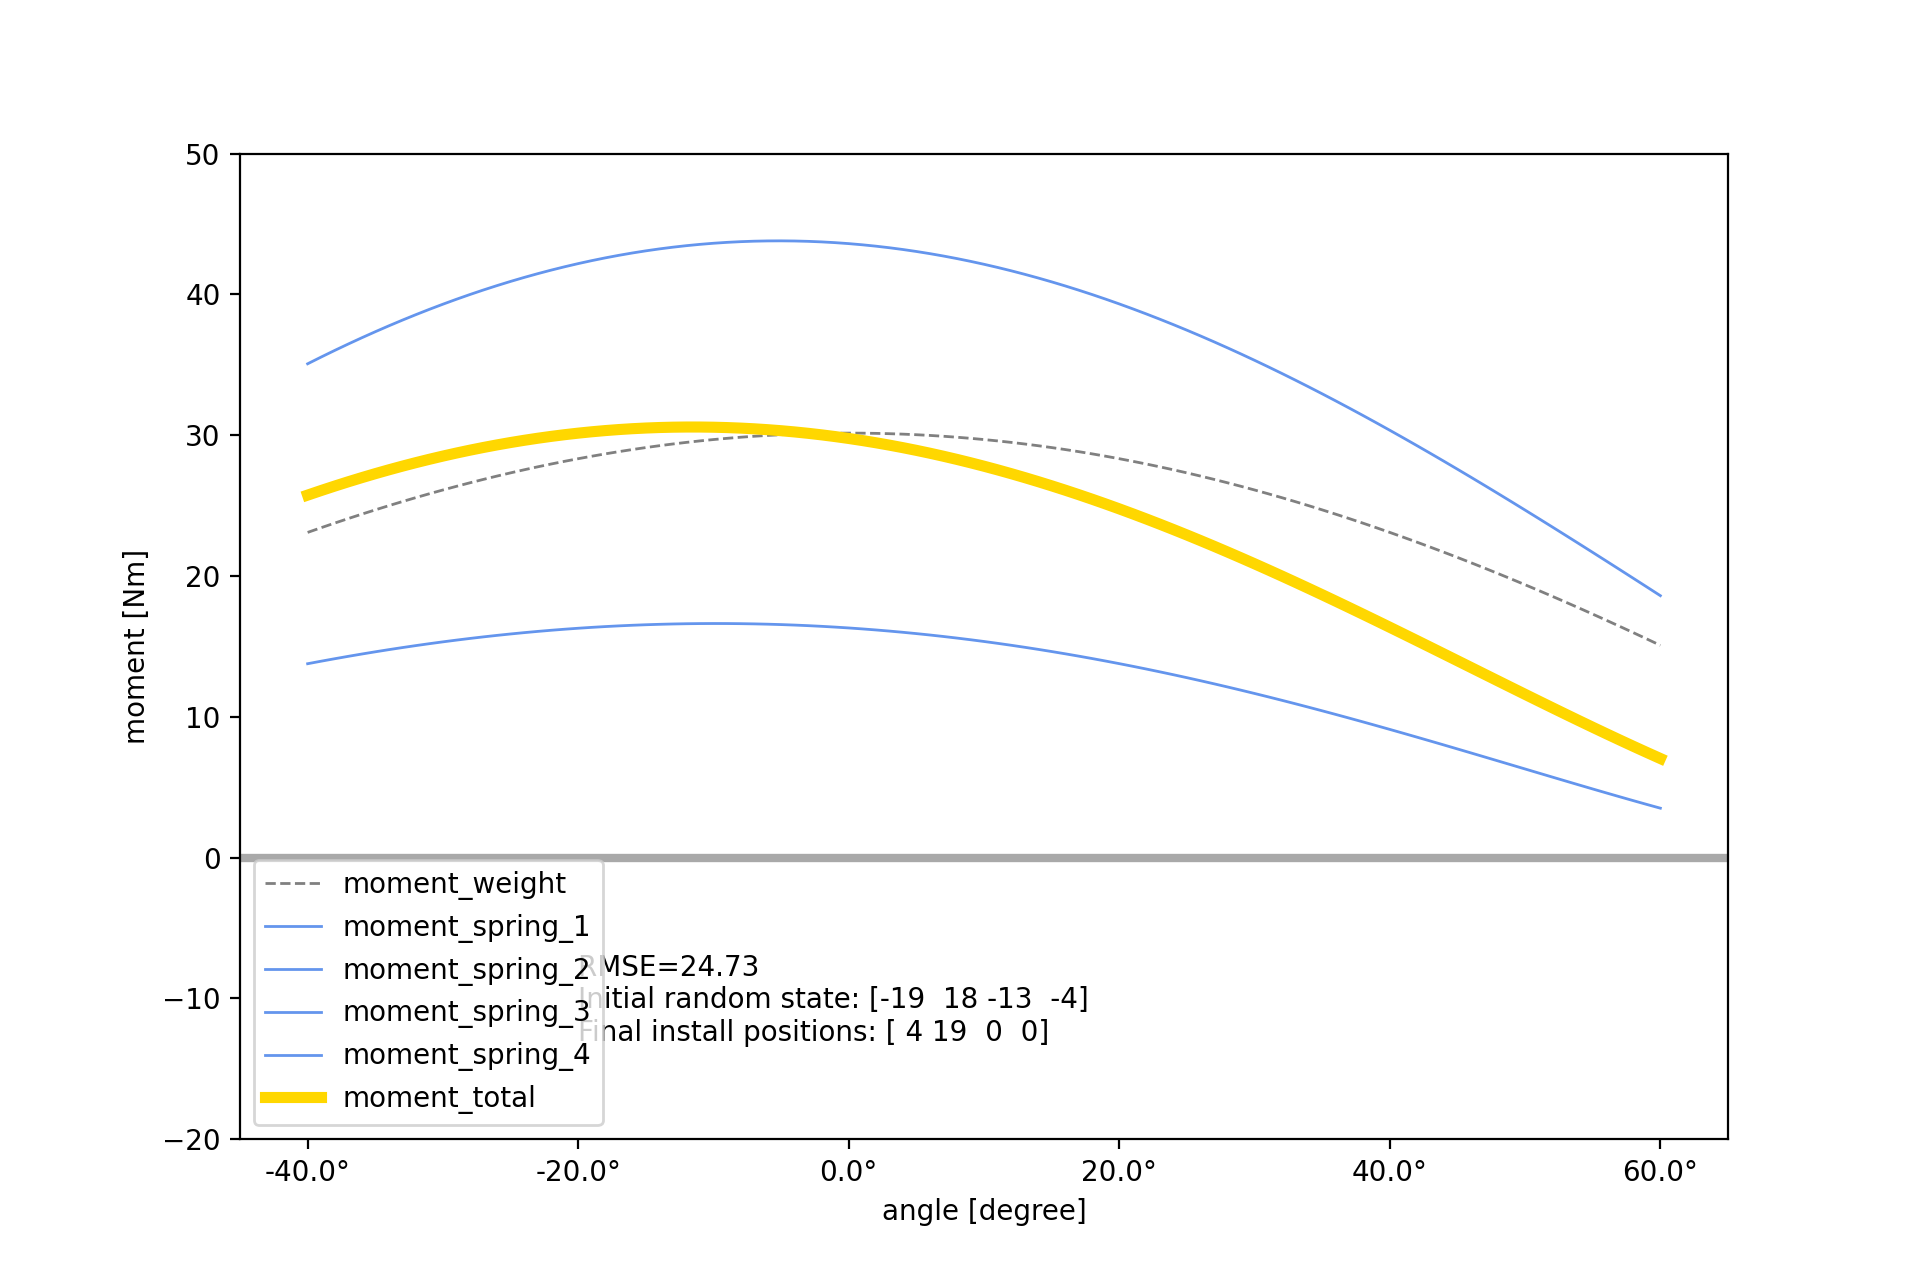 50
40
30
20
10
0
−10
−20
moment [Nm]
moment_weight
moment_spring_1
moment_spring_2
moment_spring_3
moment_spring_4
moment_total
RMSE=24.73
Initial random state: [-19  18 -13  -4]
Final install positions: [ 4 19  0  0]
-40.0° -20.0° 0.0° 20.0° 40.0° 60.0°
angle [degree]